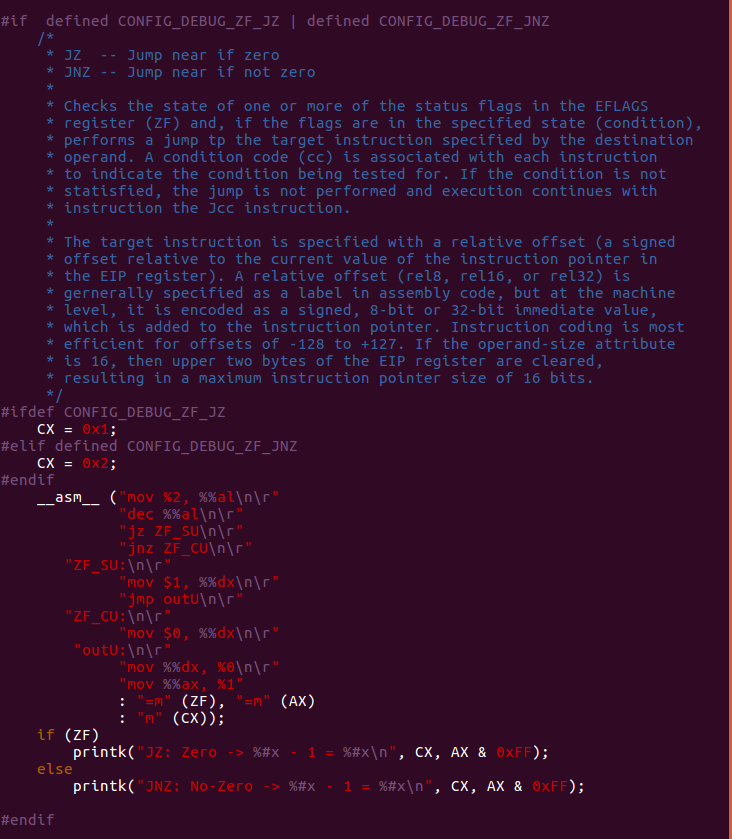 #if  defined CONFIG_DEBUG_ZF_JZ | defined CONFIG_DEBUG_ZF_JNZ
    /*
     * JZ  -- Jump near if zero
     * JNZ -- Jump near if not zero
     *
     * Checks the state of one or more of the status flags in the EFLAGS
     * register (ZF) and, if the flags are in the specified state (condition),
     * performs a jump tp the target instruction specified by the destination
     * operand. A condition code (cc) is associated with each instruction
     * to indicate the condition being tested for. If the condition is not
     * statisfied, the jump is not performed and execution continues with
     * instruction the Jcc instruction.
     *
     * The target instruction is specified with a relative offset (a signed
     * offset relative to the current value of the instruction pointer in
     * the EIP register). A relative offset (rel8, rel16, or rel32) is
     * gernerally specified as a label in assembly code, but at the machine
     * level, it is encoded as a signed, 8-bit or 32-bit immediate value,
     * which is added to the instruction pointer. Instruction coding is most
     * efficient for offsets of -128 to +127. If the operand-size attribute
     * is 16, then upper two bytes of the EIP register are cleared,
     * resulting in a maximum instruction pointer size of 16 bits.
     */
#ifdef CONFIG_DEBUG_ZF_JZ
    CX = 0x1;
#elif defined CONFIG_DEBUG_ZF_JNZ
    CX = 0x2;
#endif
    __asm__ ("mov %2, %%al\n\r"
             "dec %%al\n\r"
             "jz ZF_SU\n\r"
             "jnz ZF_CU\n\r"
       "ZF_SU:\n\r"
             "mov $1, %%dx\n\r"
             "jmp outU\n\r"
       "ZF_CU:\n\r"
             "mov $0, %%dx\n\r"
        "outU:\n\r"
             "mov %%dx, %0\n\r"
             "mov %%ax, %1"
             : "=m" (ZF), "=m" (AX)
             : "m" (CX));
    if (ZF)
        printk("JZ: Zero -> %#x - 1 = %#x\n", CX, AX & 0xFF);
    else
        printk("JNZ: No-Zero -> %#x - 1 = %#x\n", CX, AX & 0xFF);

#endif